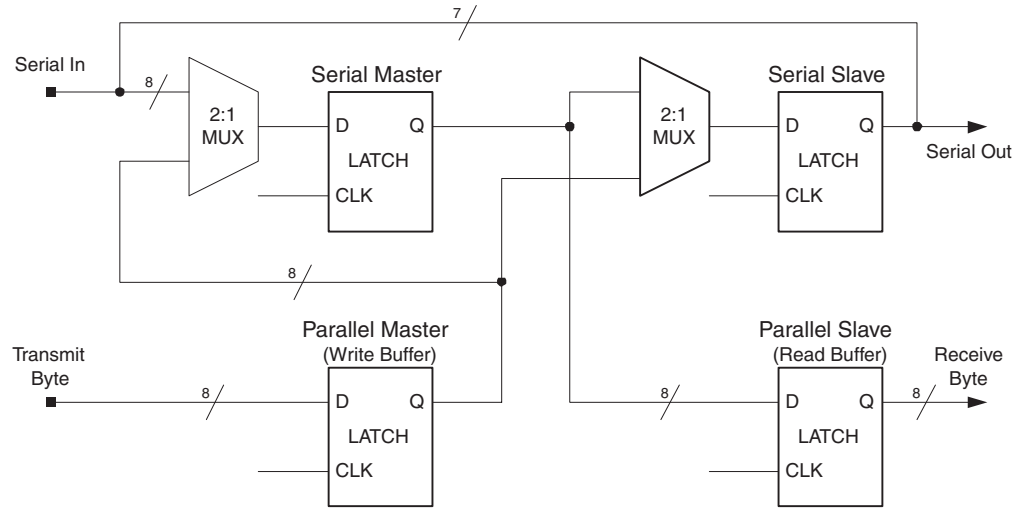 7
Serial In
8
2:1
MUX
Serial Master
D Q
LATCH
CLK
2:1
MUX
Serial Slave
D Q
LATCH
CLK
Serial Out
8
Transmit
Byte
8
Parallel Master
(Write Buffer)
D Q
LATCH
CLK
8
Parallel Slave
(Read Buffer)
D Q
LATCH
CLK
8
Receive
Byte